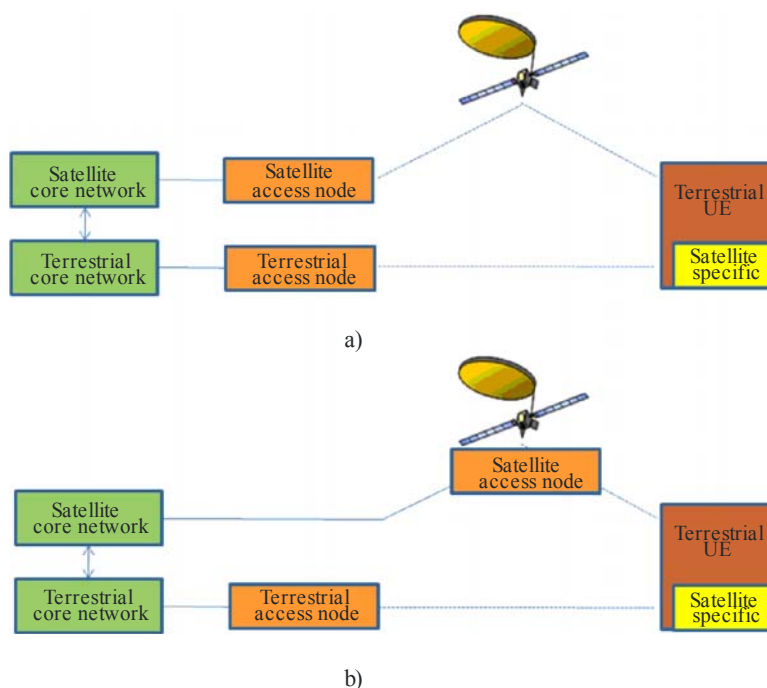 Satellite
core network
Satellite
access node
Terrestrial
UE
Terrestrial
core network
Terrestrial
access node
Satellite
specific
a)
Satellite
access node
Satellite
core network
Terrestrial
UE
Terrestrial
core network
Terrestrial
access node
Satellite
specific
b)